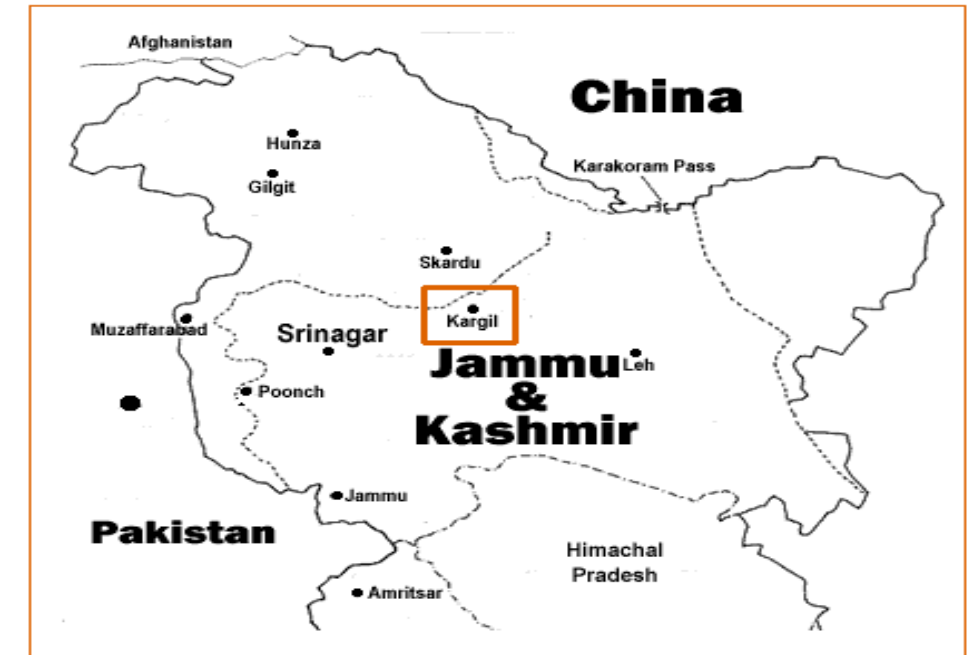 Afghanistan
China
Hunza
Karakoram Pass
Gilgit
Skardu
Kargil
Muzaffarabad
Srinagar
Jammu
&
Kashmir
Leh
Poonch
Jammu
Pakistan
Himachal
Pradesh
Amritsar